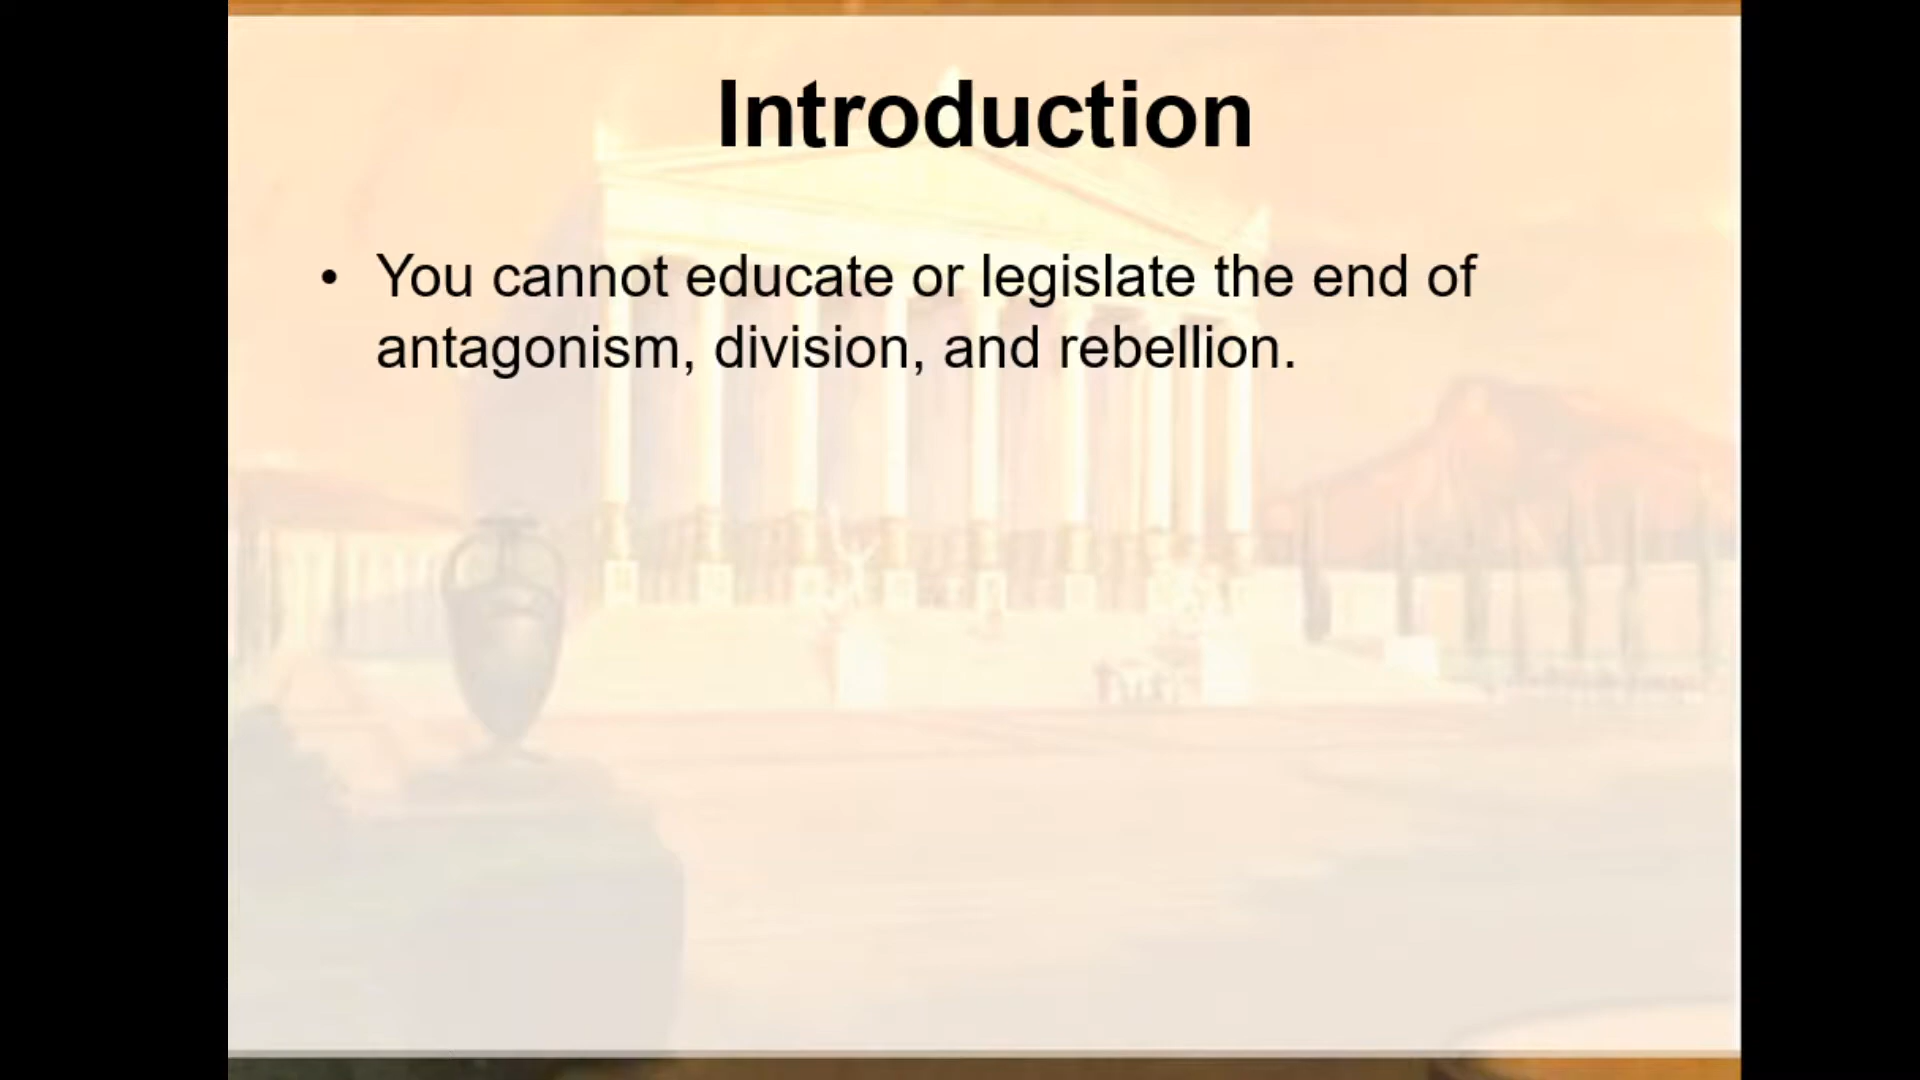 Introduction
• You cannot educate or legislate the end of
antagonism, division, and rebellion.